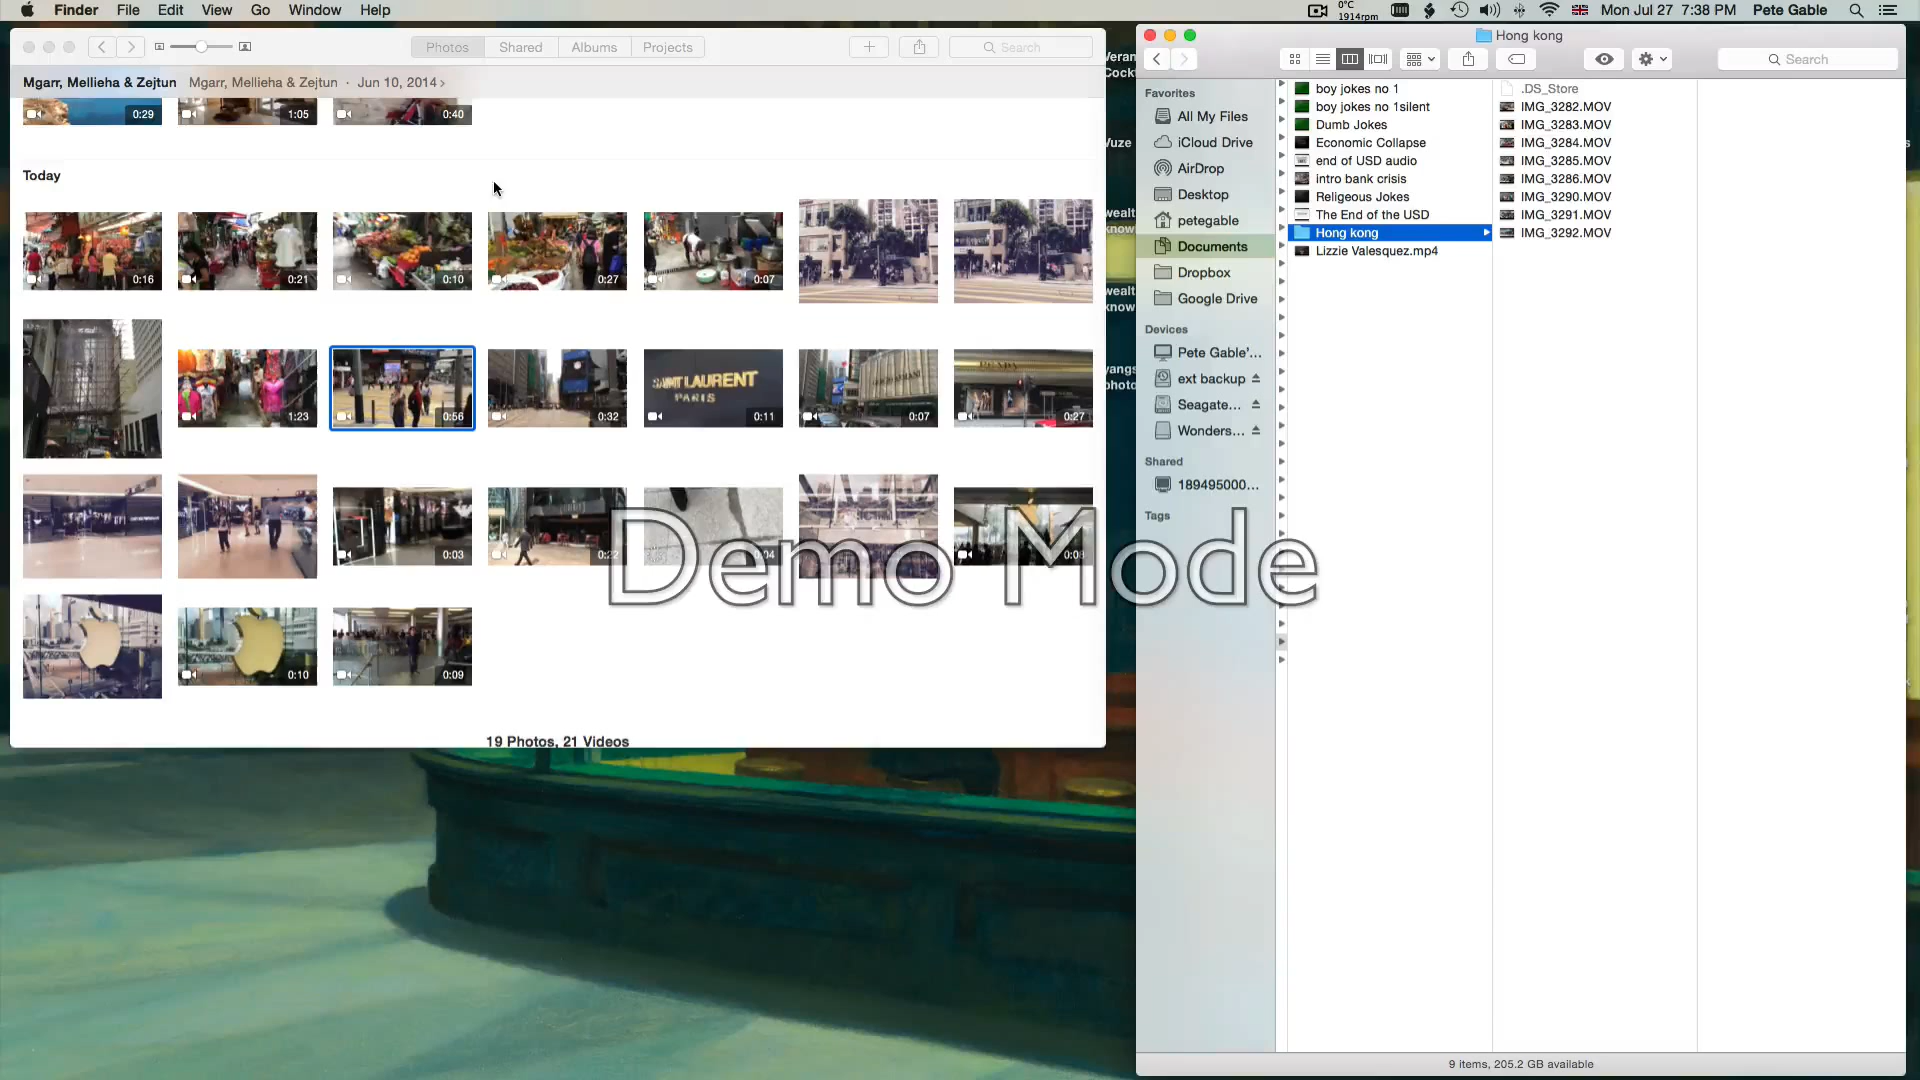 Finder File Edit View Go Window Help
0°C
1914rpm
Mon Jul 27 7:38 PM Pete Gable
Photos Shared Albums Projects
Search
Mgarr, Mellieha & Zejtun Mgarr, Mellieha & Zejtun · Jun 10, 2014 ›
0:29 1:05 0:40
Today
0:16 0:21 0:10 0:27 0:07
SAINT LAURENT
PARIS
1:23 0:56 0:32 0:11 0:07 0:27
0:03 0:22 0:04 0:08
0:10 0:09
19 Photos, 21 Videos
Demo Mode
Hong kong
Search
Favorites
All My Files
iCloud Drive
AirDrop
Desktop
petegable
Documents
Dropbox
Google Drive
Devices
Pete Gable'...
ext backup
Seagate...
Wonders...
Shared
189495000...
Tags
boy jokes no 1
boy jokes no 1silent
Dumb Jokes
Economic Collapse
end of USD audio
intro bank crisis
Religeous Jokes
The End of the USD
Hong kong
Lizzie Valesquez.mp4
.DS_Store
IMG_3282.MOV
IMG_3283.MOV
IMG_3284.MOV
IMG_3285.MOV
IMG_3286.MOV
IMG_3290.MOV
IMG_3291.MOV
IMG_3292.MOV
9 items, 205.2 GB available